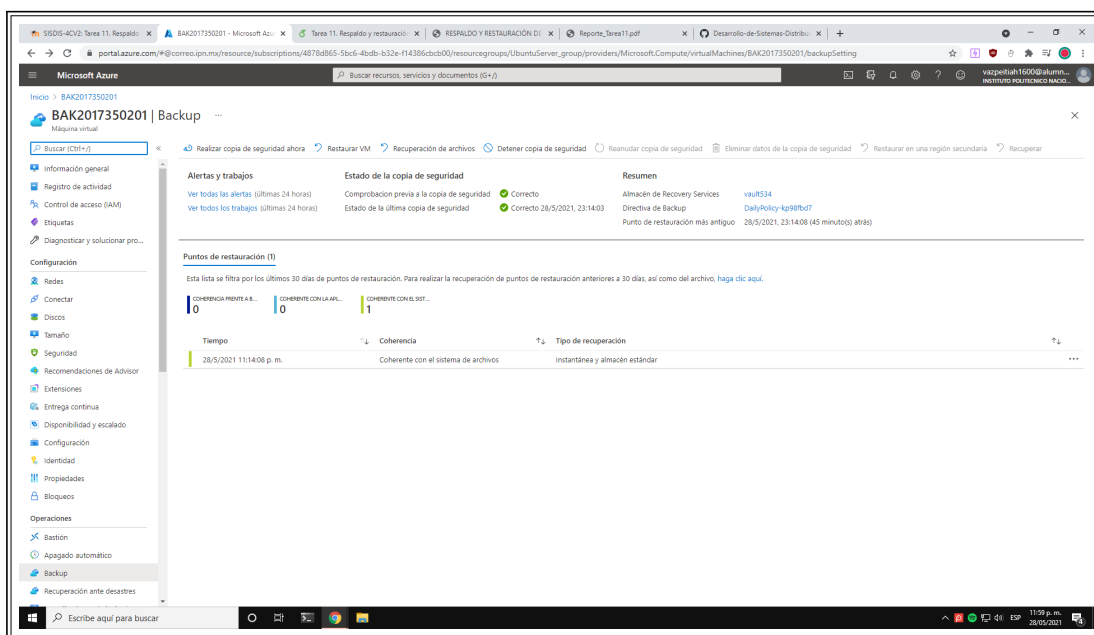 SISDIS-4CV2: Tarea 11. Respaldo
BAK2017350201 - Microsoft Azu
Tarea 11. Respaldo y restauración
RESPALDO Y RESTAURACIÓN DE
Reporte_Tarea11.pdf
Desarrollo-de-Sistemas-Distribui
portal.azure.com/#@correo.ipn.mx/resource/subscriptions/4878d865-5bc6-4bdb-b32e-f14386cbcb00/resourcegroups/UbuntuServer_group/providers/Microsoft.Compute/virtualMachines/BAK2017350201/backupSetting
Microsoft Azure
Buscar recursos, servicios y documentos (G+/)
vazpeitiah1600@alumn...
INSTITUTO POLITECNICO NACIO...
Inicio > BAK2017350201
BAK2017350201 | Backup ...
Máquina virtual
Buscar (Ctrl+/)
Realizar copia de seguridad ahora
Restaurar VM
Recuperación de archivos
Detener copia de seguridad
Reanudar copia de seguridad
Eliminar datos de la copia de seguridad
Restaurar en una región secundaria
Recuperar
Información general
Registro de actividad
Control de acceso (IAM)
Etiquetas
Diagnosticar y solucionar pro...
Configuración
Redes
Conectar
Discos
Tamaño
Seguridad
Recomendaciones de Advisor
Extensiones
Entrega continua
Disponibilidad y escalado
Configuración
Identidad
Propiedades
Bloqueos
Operaciones
Bastión
Apagado automático
Backup
Recuperación ante desastres
Alertas y trabajos
Ver todas las alertas (últimas 24 horas)
Ver todos los trabajos (últimas 24 horas)
Estado de la copia de seguridad
Comprobacion previa a la copia de seguridad Correcto
Estado de la última copia de seguridad Correcto 28/5/2021, 23:14:03
Resumen
Almacén de Recovery Services vault534
Directiva de Backup DailyPolicy-kp98fbd7
Punto de restauración más antiguo 28/5/2021, 23:14:08 (45 minuto(s) atrás)
Puntos de restauración (1)
Esta lista se filtra por los últimos 30 días de puntos de restauración. Para realizar la recuperación de puntos de restauración anteriores a 30 días, así como del archivo, haga clic aquí.
COHERENCIA FRENTE A B...
0
COHERENTE CON LA APL...
0
COHERENTE CON EL SIST...
1
Tiempo Coherencia Tipo de recuperación
28/5/2021 11:14:08 p. m. Coherente con el sistema de archivos Instantánea y almacén estándar
Escribe aquí para buscar
ESP
11:59 p. m.
28/05/2021